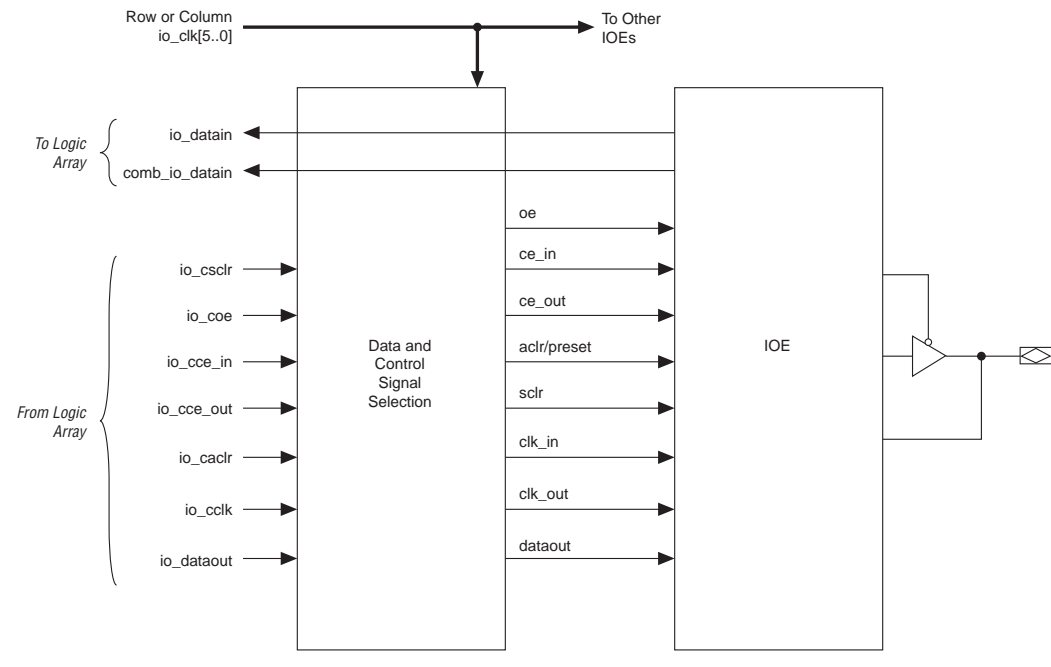 Row or Column
io_clk[5..0]
To Other
IOEs
To Logic
Array
io_datain
comb_io_datain
oe
ce_in
ce_out
aclr/preset
sclr
clk_in
clk_out
dataout
From Logic
Array
io_csclr
io_coe
io_cce_in
io_cce_out
io_caclr
io_cclk
io_dataout
Data and
Control
Signal
Selection
IOE